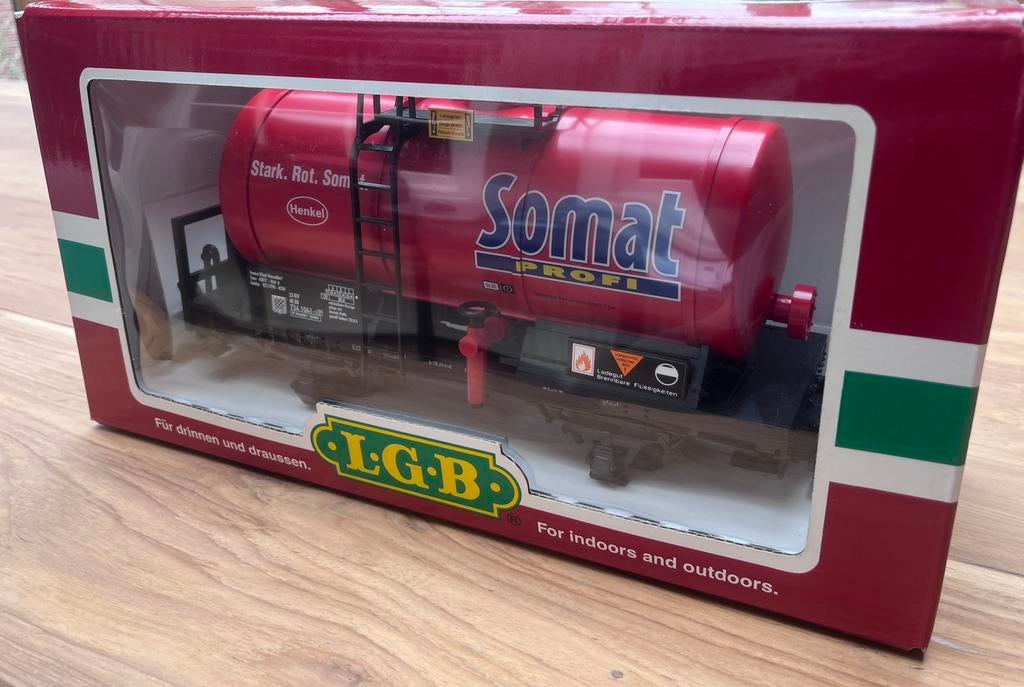 Stark. Rot. Som
Henkel
Somat
PROFI
Ladegut
Brennbare Flüssigkeiten
Für drinnen und draussen.
L·G·B
®
For indoors and outdoors.